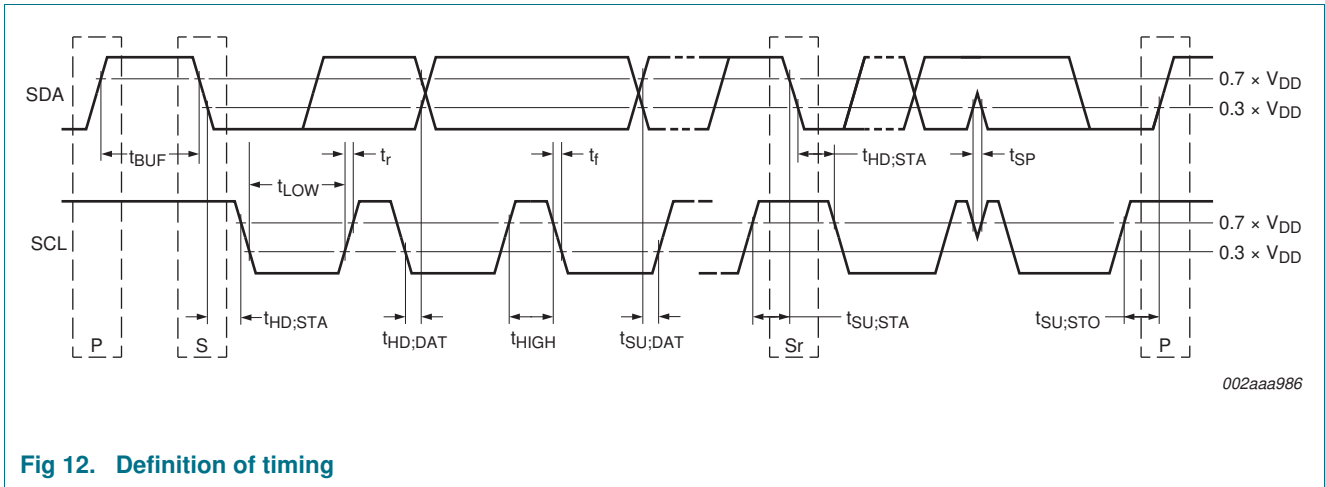 SDA
0.7 × VDD
0.3 × VDD
tBUF
tr
tf
tHD;STA
tSP
tLOW
SCL
0.7 × VDD
0.3 × VDD
tHD;STA
tHD;DAT
tHIGH
tSU;DAT
tSU;STA
tSU;STO
P
S
Sr
P
002aaa986
Fig 12. Definition of timing